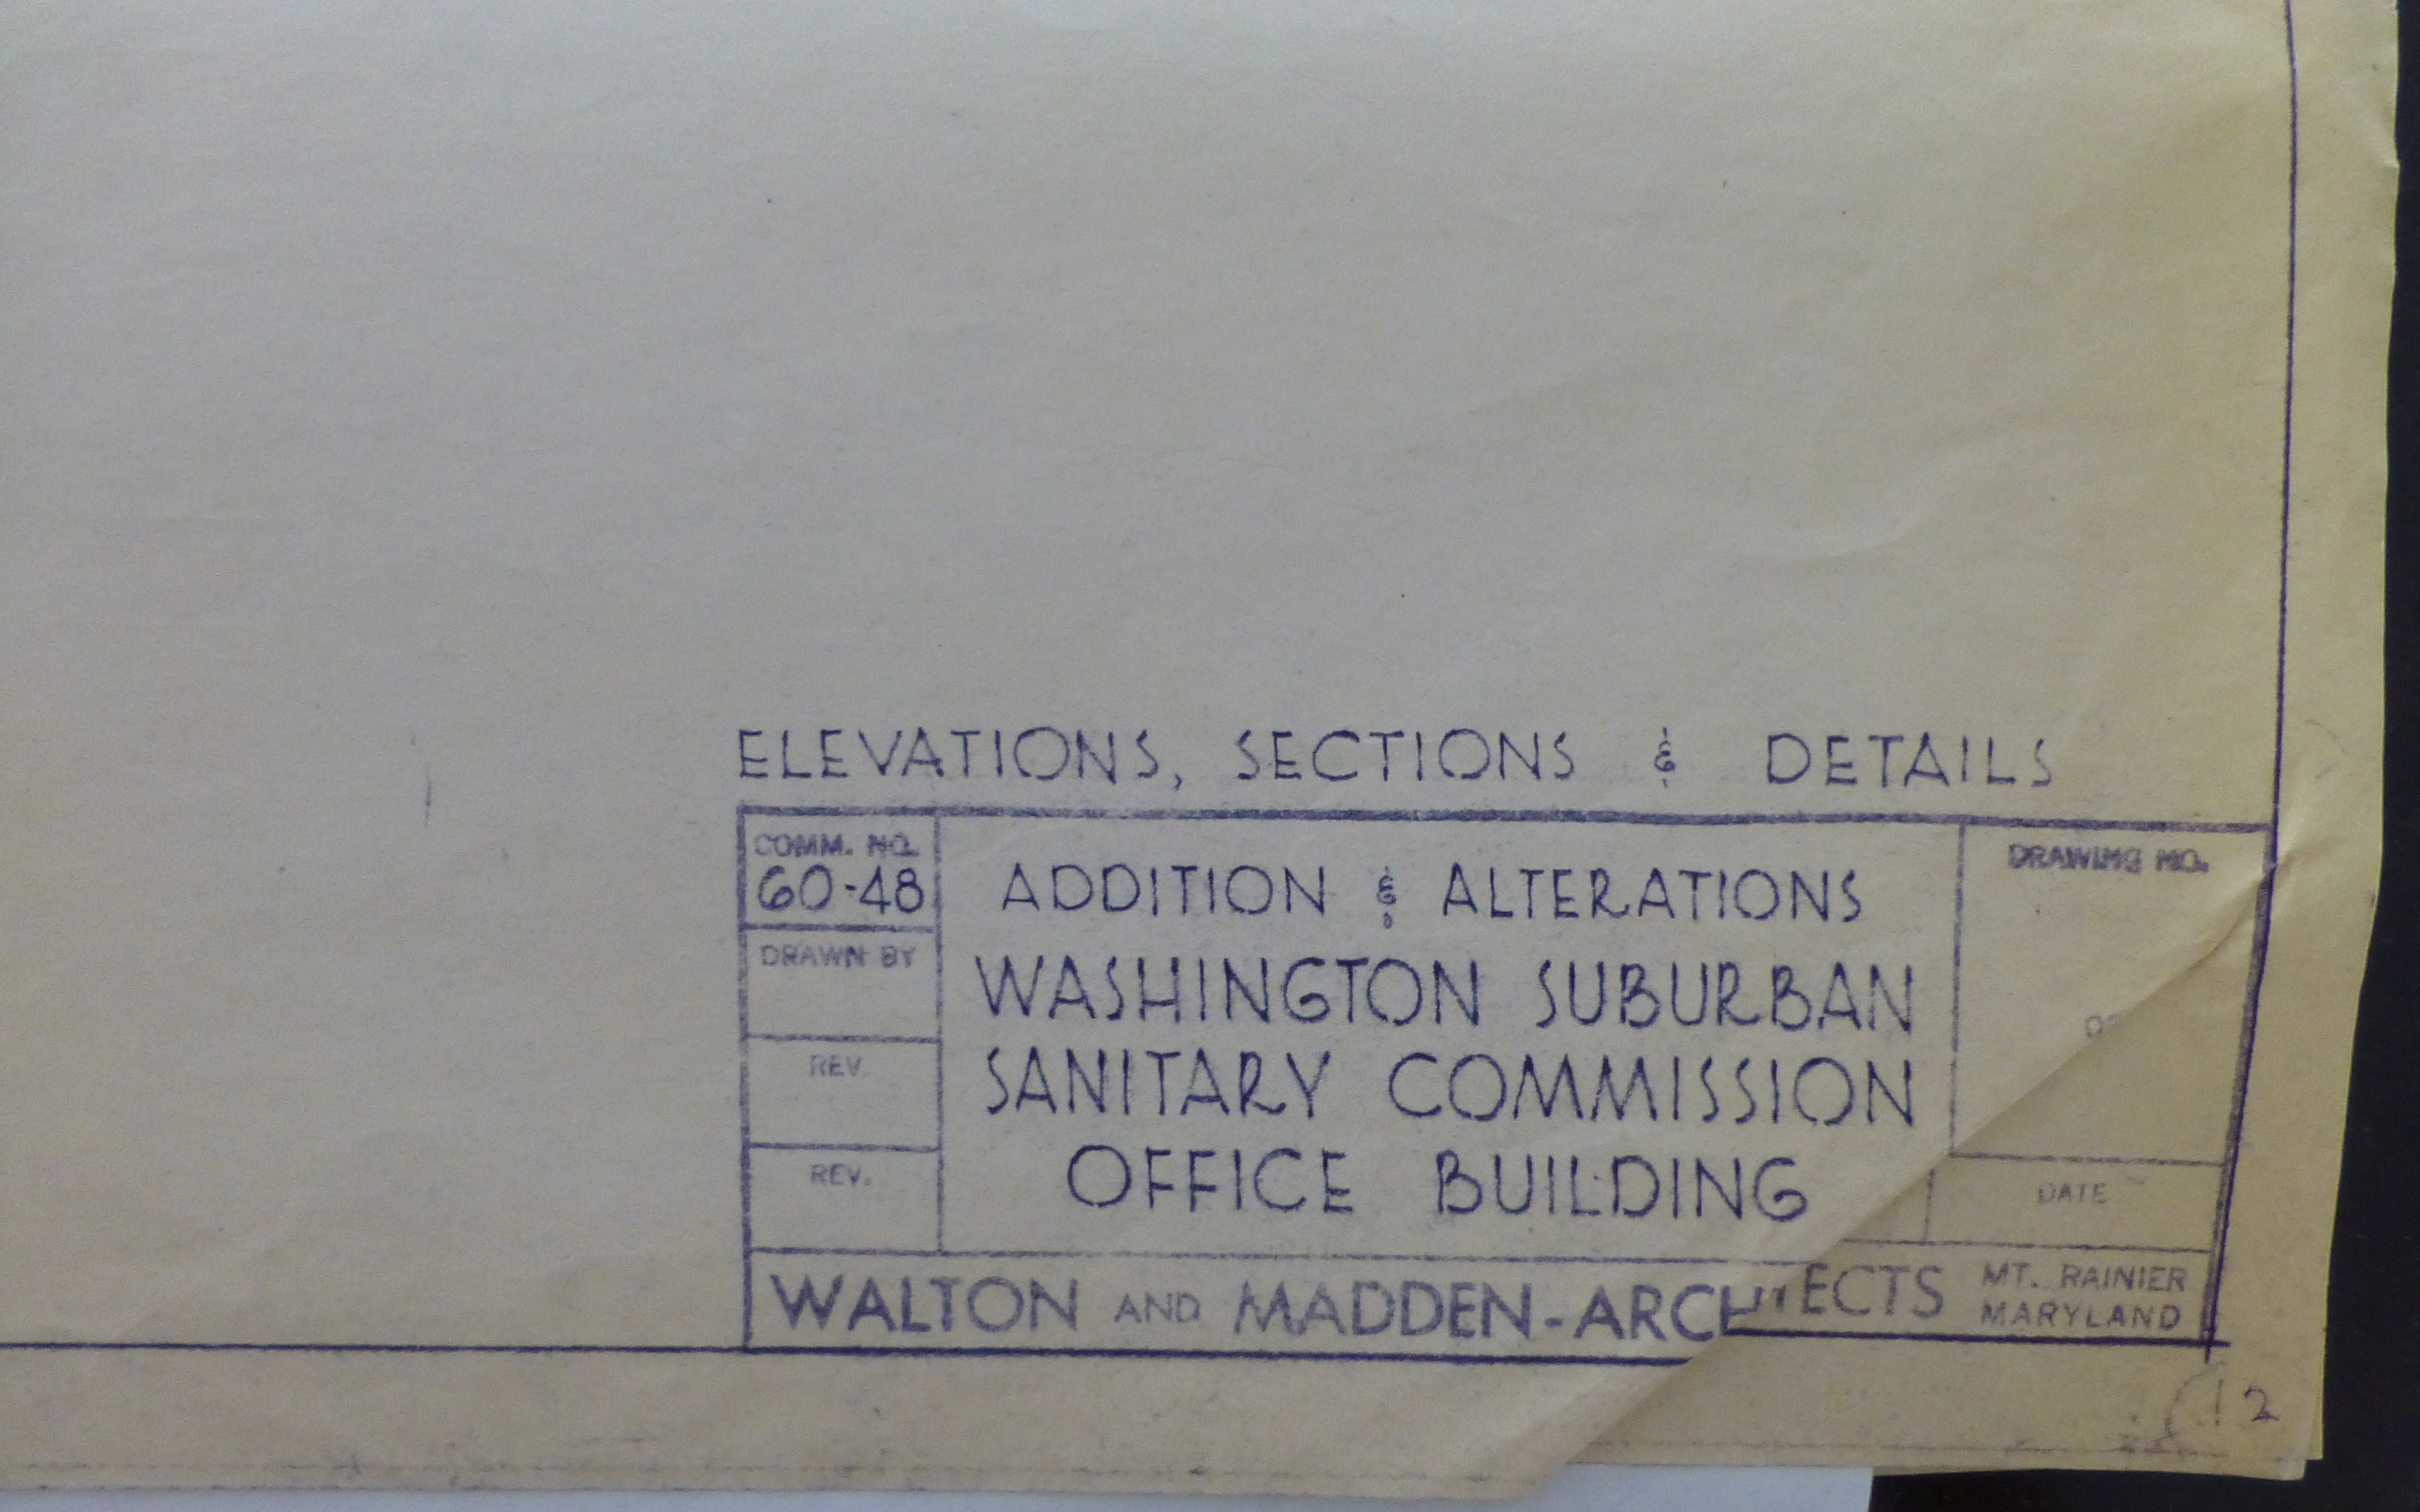 ELEVATIONS, SECTIONS & DETAILS
COMM. NO.
60-48
DRAWN BY
REV.
REV.
ADDITION & ALTERATIONS
WASHINGTON SUBURBAN
SANITARY COMMISSION
OFFICE BUILDING
DRAWING NO.
DATE
WALTON AND MADDEN-ARCHITECTS
MT. RAINIER
MARYLAND
12